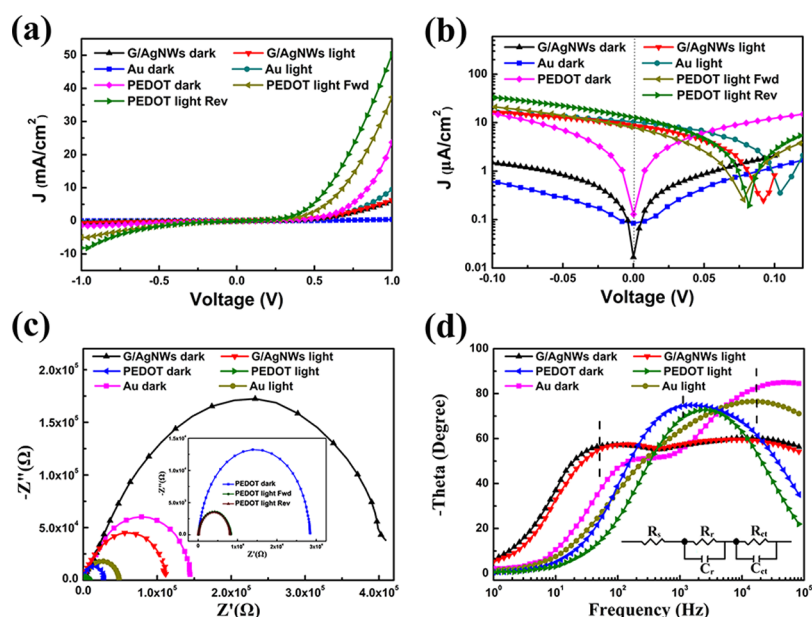 (a)
G/AgNWs dark G/AgNWs light
Au dark Au light
PEDOT dark PEDOT light Fwd
PEDOT light Rev
J (mA/cm²)
50
40
30
20
10
0
-10
-1.0 -0.5 0.0 0.5 1.0
Voltage (V)
(b)
G/AgNWs dark G/AgNWs light
Au dark Au light
PEDOT dark PEDOT light Fwd
PEDOT light Rev
J (μA/cm²)
100
10
1
0.1
0.01
-0.10 -0.05 0.00 0.05 0.10
Voltage (V)
(c)
G/AgNWs dark G/AgNWs light
PEDOT dark PEDOT light
Au dark Au light
-Z''(Ω)
2.0x10⁵
1.5x10⁵
1.0x10⁵
5.0x10⁴
0.0
0.0 1.0x10⁵ 2.0x10⁵ 3.0x10⁵ 4.0x10⁵
Z'(Ω)
-Z''(Ω)
0.0
PEDOT dark
PEDOT light Fwd
PEDOT light Rev
Z'(Ω)
(d)
G/AgNWs dark G/AgNWs light
PEDOT dark PEDOT light
Au dark Au light
-Theta (Degree)
100
80
60
40
20
0
10⁰ 10¹ 10² 10³ 10⁴ 10⁵
Frequency (Hz)
Rs Rr Rct
Cr Cct